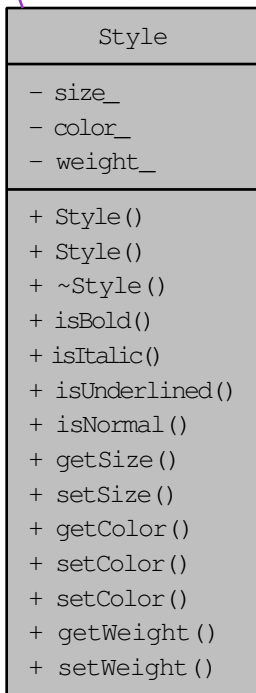 Style
- size_
- color_
- weight_
+ Style()
+ Style()
+ ~Style()
+ isBold()
+ isItalic()
+ isUnderlined()
+ isNormal()
+ getSize()
+ setSize()
+ getColor()
+ setColor()
+ setColor()
+ getWeight()
+ setWeight()